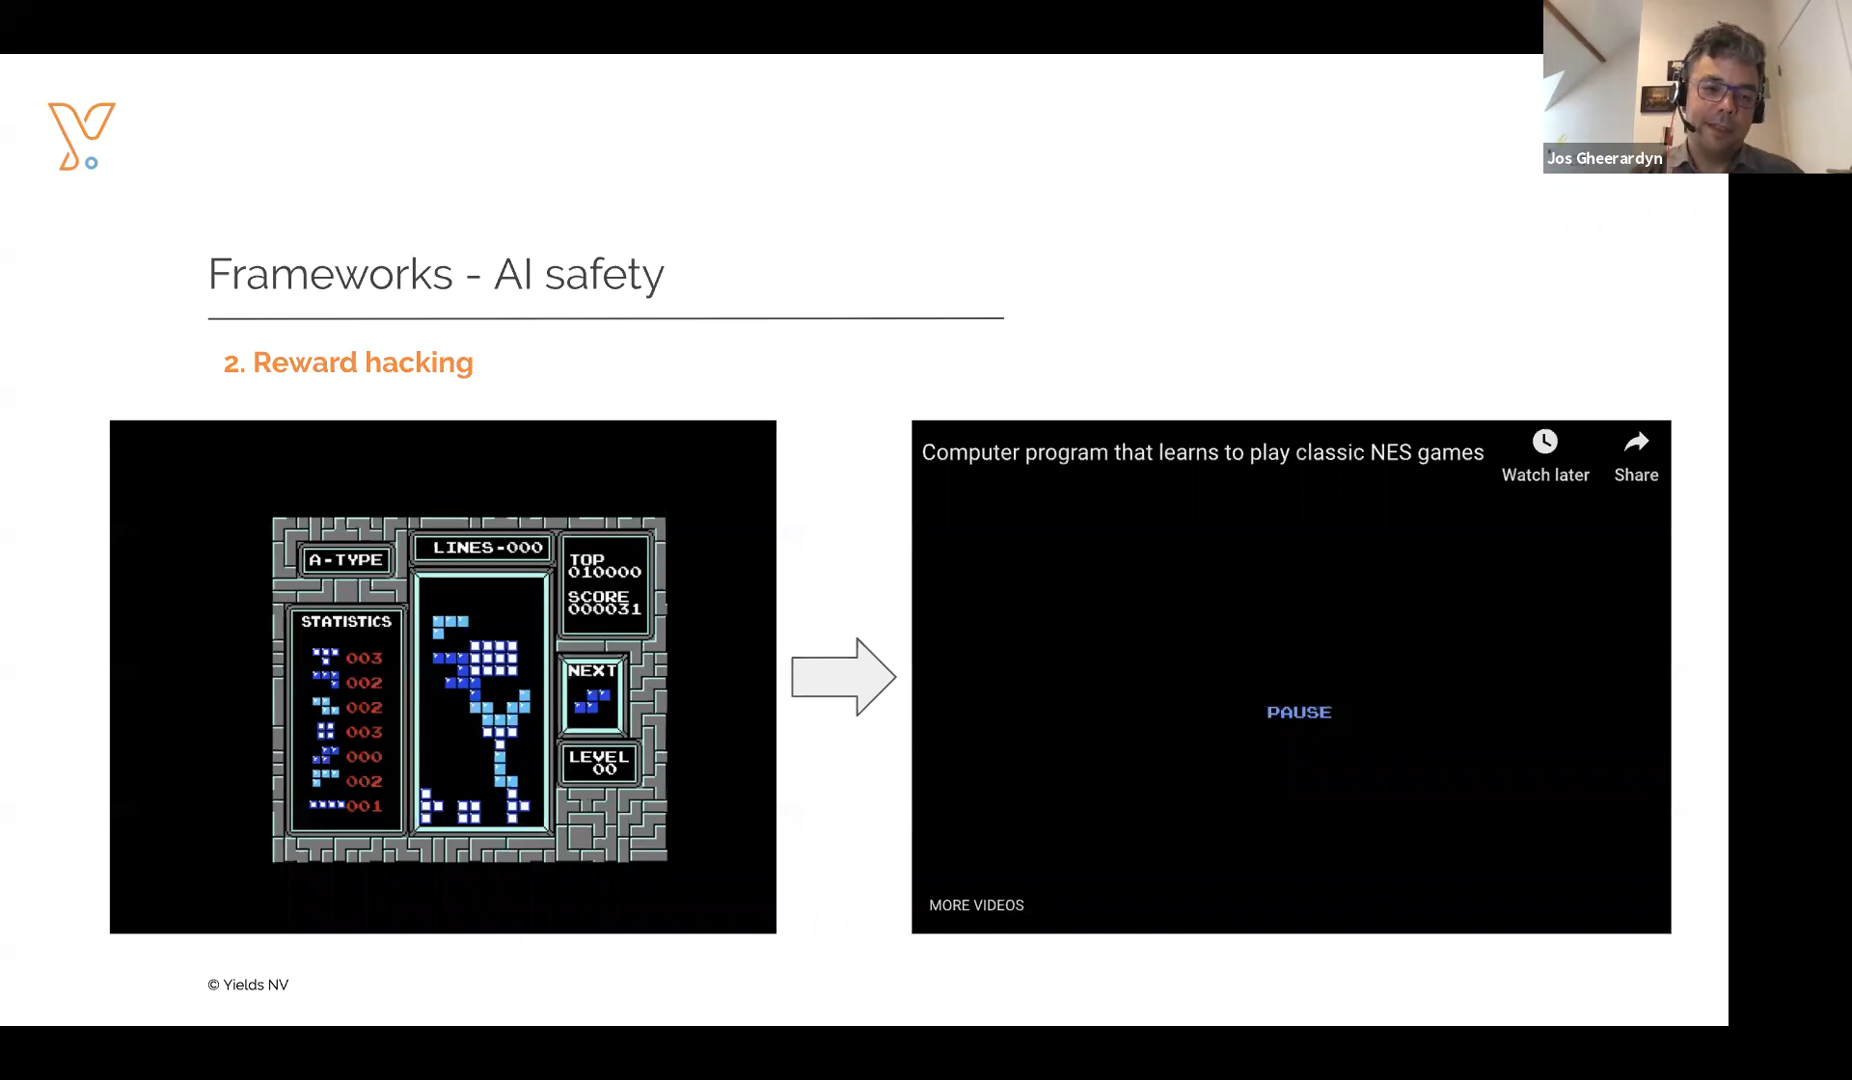 Jos Gheerardyn
Frameworks - AI safety
2. Reward hacking
A-TYPE
LINES-000
TOP
010000
SCORE
000031
STATISTICS
003
002
002
003
000
002
001
NEXT
LEVEL
00
Computer program that learns to play classic NES games
Watch later
Share
PAUSE
MORE VIDEOS
© Yields NV